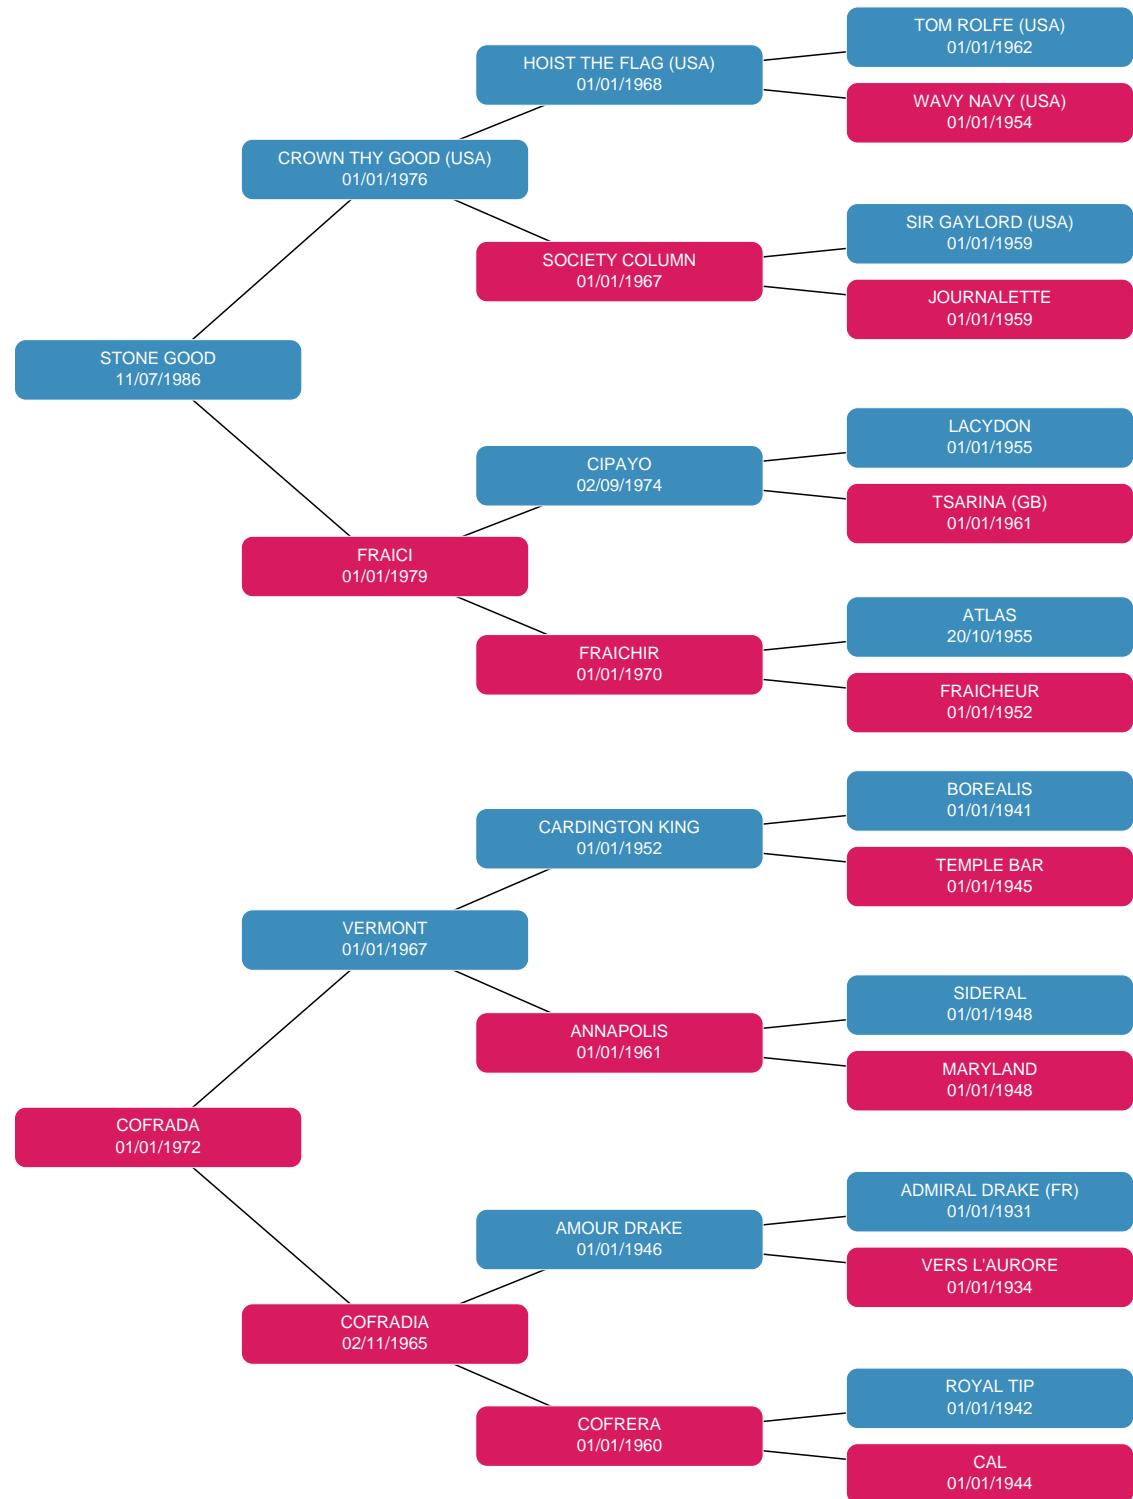 TOM ROLFE (USA)
01/01/1962
HOIST THE FLAG (USA)
01/01/1968
WAVY NAVY (USA)
01/01/1954
CROWN THY GOOD (USA)
01/01/1976
SIR GAYLORD (USA)
01/01/1959
SOCIETY COLUMN
01/01/1967
JOURNALETTE
01/01/1959
STONE GOOD
11/07/1986
LACYDON
01/01/1955
CIPAYO
02/09/1974
TSARINA (GB)
01/01/1961
FRAICI
01/01/1979
ATLAS
20/10/1955
FRAICHIR
01/01/1970
FRAICHEUR
01/01/1952
BOREALIS
01/01/1941
CARDINGTON KING
01/01/1952
TEMPLE BAR
01/01/1945
VERMONT
01/01/1967
SIDERAL
01/01/1948
ANNAPOLIS
01/01/1961
MARYLAND
01/01/1948
COFRADA
01/01/1972
ADMIRAL DRAKE (FR)
01/01/1931
AMOUR DRAKE
01/01/1946
VERS L'AURORE
01/01/1934
COFRADIA
02/11/1965
ROYAL TIP
01/01/1942
COFRERA
01/01/1960
CAL
01/01/1944